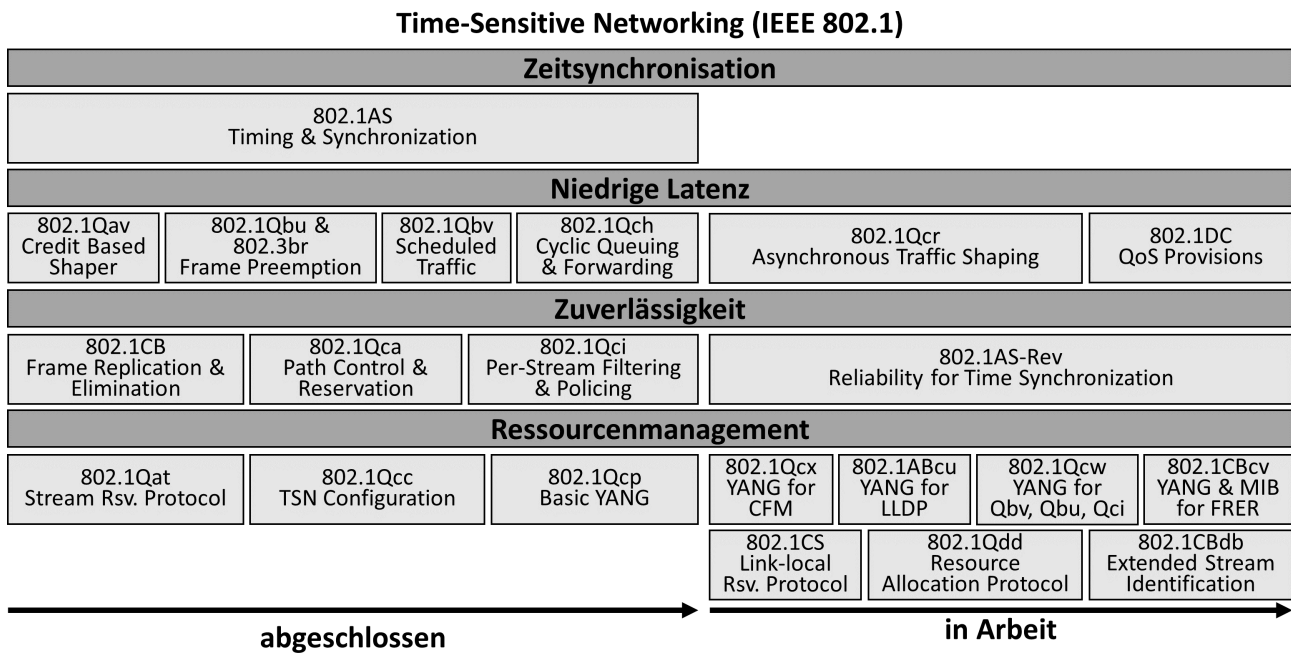 Time-Sensitive Networking (IEEE 802.1)
Zeitsynchronisation
802.1AS
Timing & Synchronization
Niedrige Latenz
802.1Qav
Credit Based
Shaper
802.1Qbu &
802.3br
Frame Preemption
802.1Qbv
Scheduled
Traffic
802.1Qch
Cyclic Queuing
& Forwarding
802.1Qcr
Asynchronous Traffic Shaping
802.1DC
QoS Provisions
Zuverlässigkeit
802.1CB
Frame Replication &
Elimination
802.1Qca
Path Control &
Reservation
802.1Qci
Per-Stream Filtering
& Policing
802.1AS-Rev
Reliability for Time Synchronization
Ressourcenmanagement
802.1Qat
Stream Rsv. Protocol
802.1Qcc
TSN Configuration
802.1Qcp
Basic YANG
802.1Qcx
YANG for
CFM
802.1ABcu
YANG for
LLDP
802.1Qcw
YANG for
Qbv, Qbu, Qci
802.1CBcv
YANG & MIB
for FRER
802.1CS
Link-local
Rsv. Protocol
802.1Qdd
Resource
Allocation Protocol
802.1CBdb
Extended Stream
Identification
abgeschlossen
in Arbeit